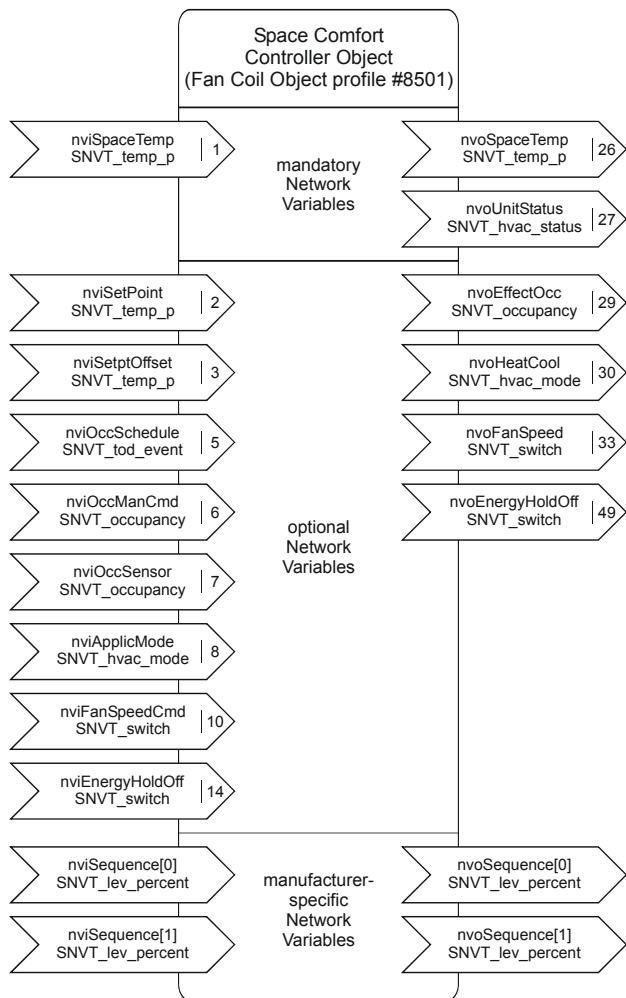 Space Comfort
Controller Object
(Fan Coil Object profile #8501)
nviSpaceTemp
SNVT_temp_p
1
mandatory
Network
Variables
nvoSpaceTemp
SNVT_temp_p
26
nvoUnitStatus
SNVT_hvac_status
27
nviSetPoint
SNVT_temp_p
2
nviSetptOffset
SNVT_temp_p
3
nviOccSchedule
SNVT_tod_event
5
nviOccManCmd
SNVT_occupancy
6
nviOccSensor
SNVT_occupancy
7
nviApplicMode
SNVT_hvac_mode
8
nviFanSpeedCmd
SNVT_switch
10
nviEnergyHoldOff
SNVT_switch
14
optional
Network
Variables
nvoEffectOcc
SNVT_occupancy
29
nvoHeatCool
SNVT_hvac_mode
30
nvoFanSpeed
SNVT_switch
33
nvoEnergyHoldOff
SNVT_switch
49
nviSequence[0]
SNVT_lev_percent
nviSequence[1]
SNVT_lev_percent
manufacturer-
specific
Network
Variables
nvoSequence[0]
SNVT_lev_percent
nvoSequence[1]
SNVT_lev_percent